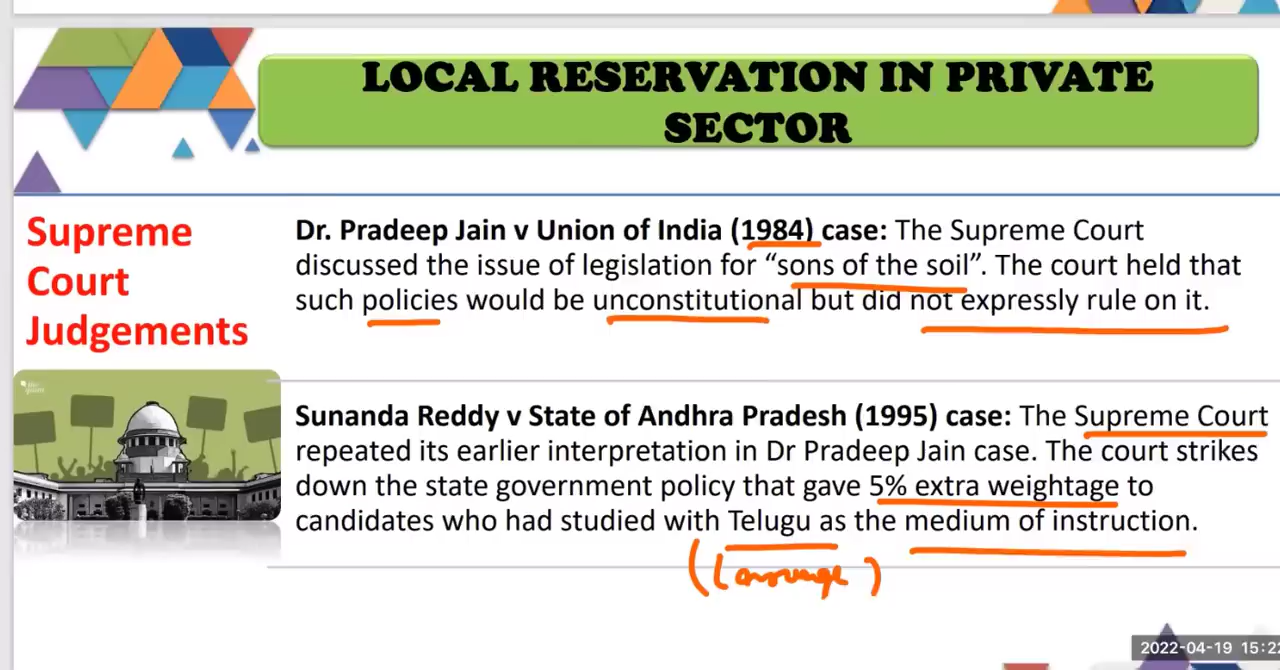 LOCAL RESERVATION IN PRIVATE
SECTOR
Supreme
Court
Judgements
Dr. Pradeep Jain v Union of India (1984) case: The Supreme Court
discussed the issue of legislation for “sons of the soil”. The court held that
such policies would be unconstitutional but did not expressly rule on it.
Sunanda Reddy v State of Andhra Pradesh (1995) case: The Supreme Court
repeated its earlier interpretation in Dr Pradeep Jain case. The court strikes
down the state government policy that gave 5% extra weightage to
candidates who had studied with Telugu as the medium of instruction.
(Language)
2022-04-19 15:22